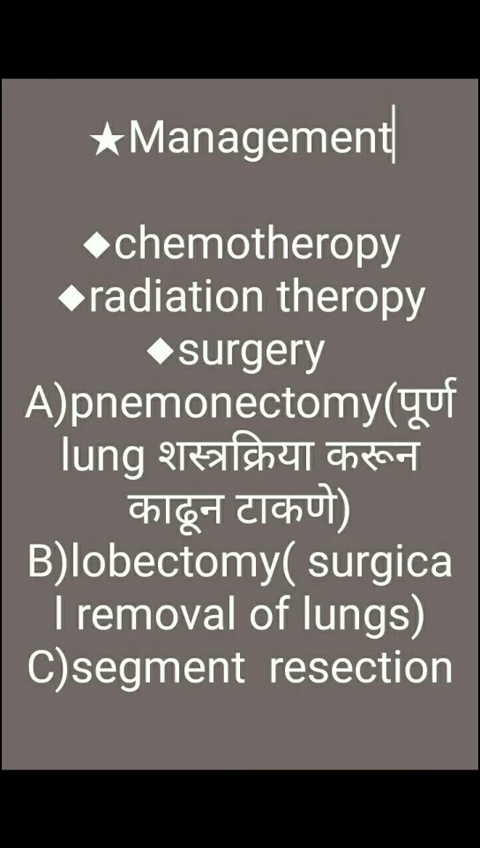 ★Management
◆chemotheropy
◆radiation theropy
◆surgery
A)pnemonectomy(पूर्ण
lung शस्त्रक्रिया करून
काढून टाकणे)
B)lobectomy( surgica
l removal of lungs)
C)segment  resection